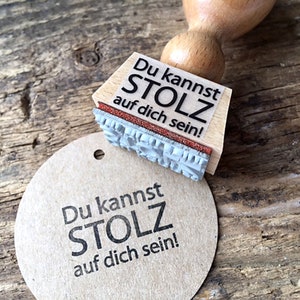 Du kannst
STOLZ
auf dich sein!
Du kannst
STOLZ
auf dich sein!